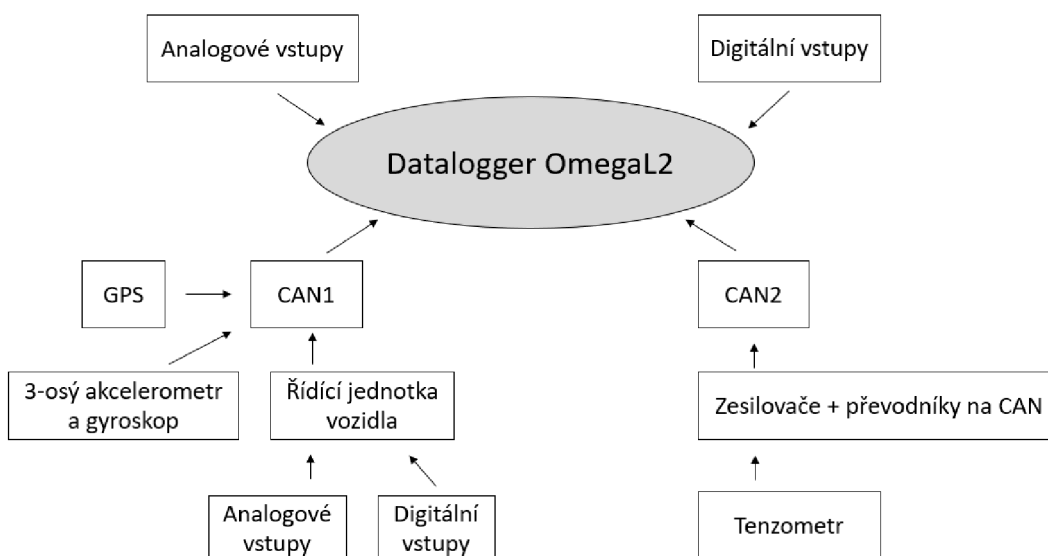 Analogové vstupy
Digitální vstupy
Datalogger OmegaL2
GPS
CAN1
CAN2
3-osý akcelerometr
a gyroskop
Řídící jednotka
vozidla
Zesilovače + převodníky na CAN
Analogové
vstupy
Digitální
vstupy
Tenzometr